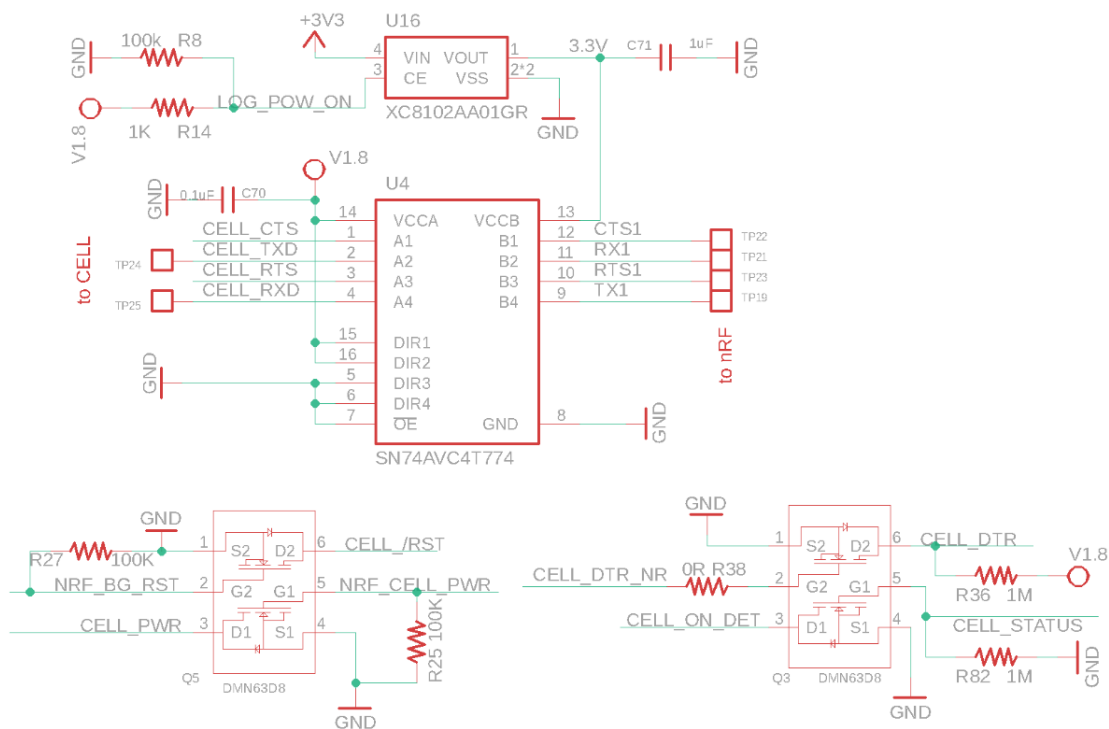 +3V3
U16
100k R8
GND
4 VIN VOUT 1
3 CE VSS 2*2
3.3V
C71 1uF
GND
LOG_POW_ON
XC8102AA01GR
GND
V1.8
1K R14
V1.8
GND
0.1uF C70
U4
14 VCCA VCCB 13
CELL_CTS 1 A1 B1 12 CTS1 TP22
TP24 CELL_TXD 2 A2 B2 11 RX1 TP21
CELL_RTS 3 A3 B3 10 RTS1 TP23
TP25 CELL_RXD 4 A4 B4 9 TX1 TP19
to CELL
to nRF
15 DIR1
16 DIR2
GND
5 DIR3
6 DIR4
7 OE GND 8
GND
SN74AVC4T774
GND
R27 100K
1 S2 D2 6 CELL_/RST
NRF_BG_RST 2 G2 G1 5 NRF_CELL_PWR
CELL_PWR 3 D1 S1 4
R25 100K
Q5 DMN63D8
GND
GND
1 S2 D2 6 CELL_DTR
V1.8
CELL_DTR_NR 0R R38 2 G2 G1 5
R36 1M
CELL_ON_DET 3 D1 S1 4
CELL_STATUS
R82 1M
GND
Q3 DMN63D8
GND